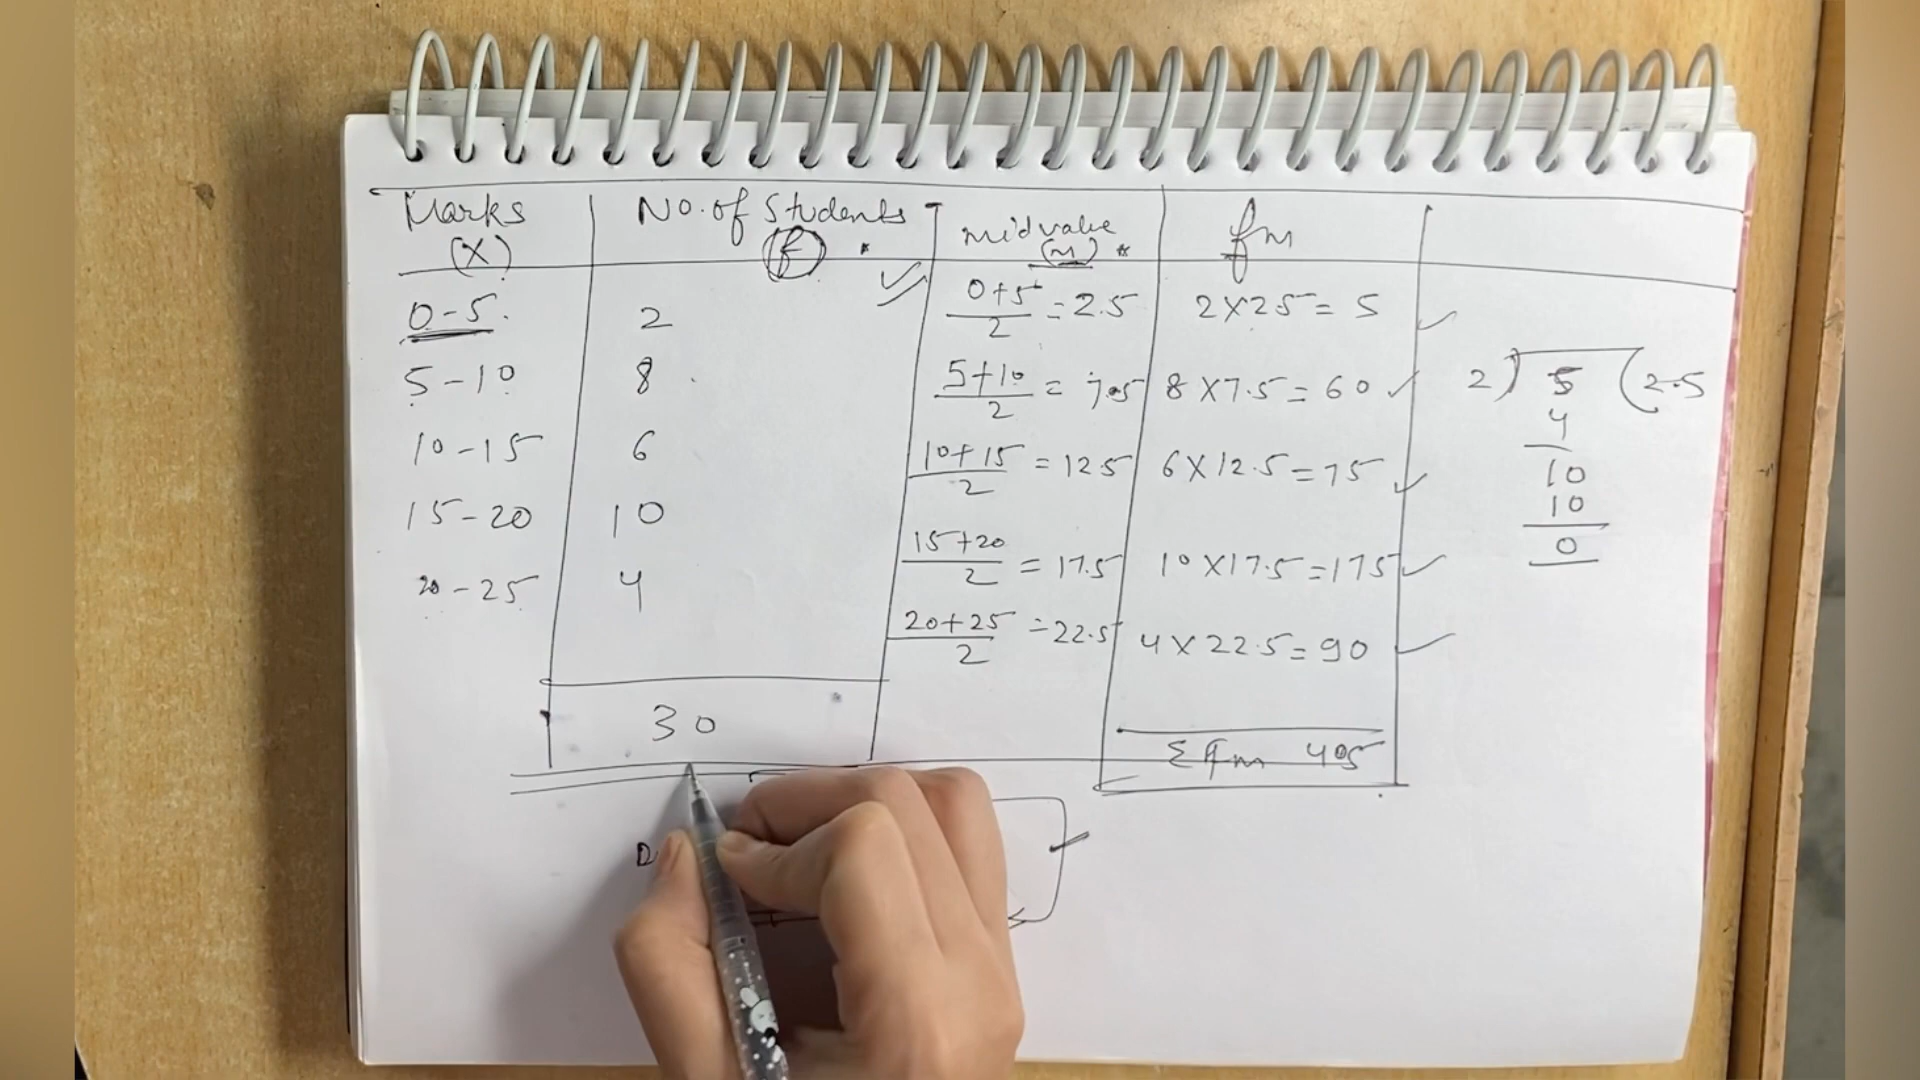 Marks No. of Students midvalue fm
(X) (f) * (m) *
0-5. 2 0+5/2 = 2.5 2X2.5= 5
5-10 8 5+10/2 = 7.5 8X7.5=60
10-15 6 10+15/2 = 12.5 6X12.5=75
15-20 10 15+20/2 = 17.5 10X17.5=175
20-25 4 20+25/2 =22.5 4X22.5=90
30
Σfm 405
2) 5 (2.5
4
10
10
0